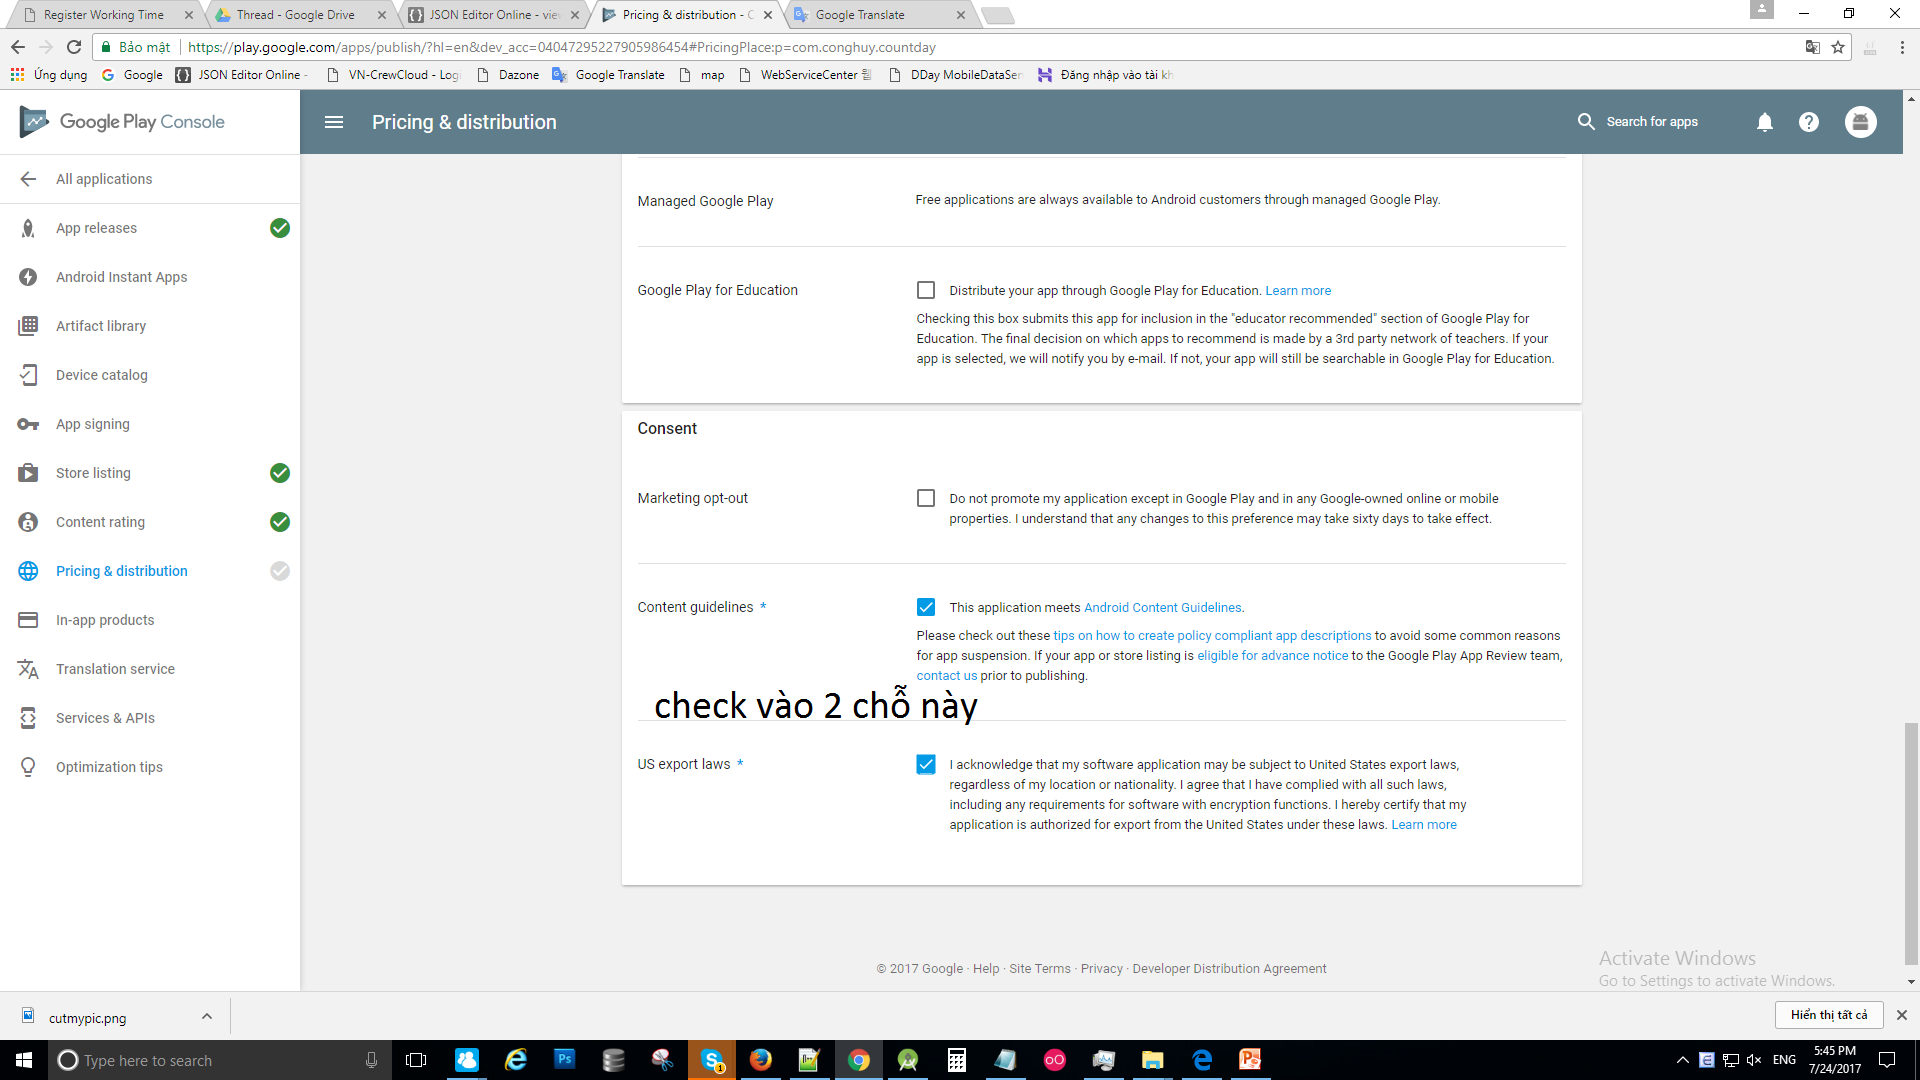 Register Working Time
Thread - Google Drive
JSON Editor Online - view
Pricing & distribution - G
Google Translate
Bảo mật
https://play.google.com/apps/publish/?hl=en&dev_acc=04047295227905986454#PricingPlace:p=com.conghuy.countday
Ứng dụng
Google
JSON Editor Online -
VN-CrewCloud - Log
Dazone
Google Translate
map
WebServiceCenter
DDay MobileDataSer
Đăng nhập vào tài kh
Google Play Console
Pricing & distribution
Search for apps
All applications
App releases
Android Instant Apps
Artifact library
Device catalog
App signing
Store listing
Content rating
Pricing & distribution
In-app products
Translation service
Services & APIs
Optimization tips
Managed Google Play
Free applications are always available to Android customers through managed Google Play.
Google Play for Education
Distribute your app through Google Play for Education. Learn more
Checking this box submits this app for inclusion in the "educator recommended" section of Google Play for
Education. The final decision on which apps to recommend is made by a 3rd party network of teachers. If your
app is selected, we will notify you by e-mail. If not, your app will still be searchable in Google Play for Education.
Consent
Marketing opt-out
Do not promote my application except in Google Play and in any Google-owned online or mobile
properties. I understand that any changes to this preference may take sixty days to take effect.
Content guidelines *
This application meets Android Content Guidelines.
Please check out these tips on how to create policy compliant app descriptions to avoid some common reasons
for app suspension. If your app or store listing is eligible for advance notice to the Google Play App Review team,
contact us prior to publishing.
check vào 2 chỗ này
US export laws *
I acknowledge that my software application may be subject to United States export laws,
regardless of my location or nationality. I agree that I have complied with all such laws,
including any requirements for software with encryption functions. I hereby certify that my
application is authorized for export from the United States under these laws. Learn more
© 2017 Google · Help · Site Terms · Privacy · Developer Distribution Agreement
Activate Windows
Go to Settings to activate Windows.
cutmypic.png
Hiển thị tất cả
Type here to search
ENG
5:45 PM
7/24/2017